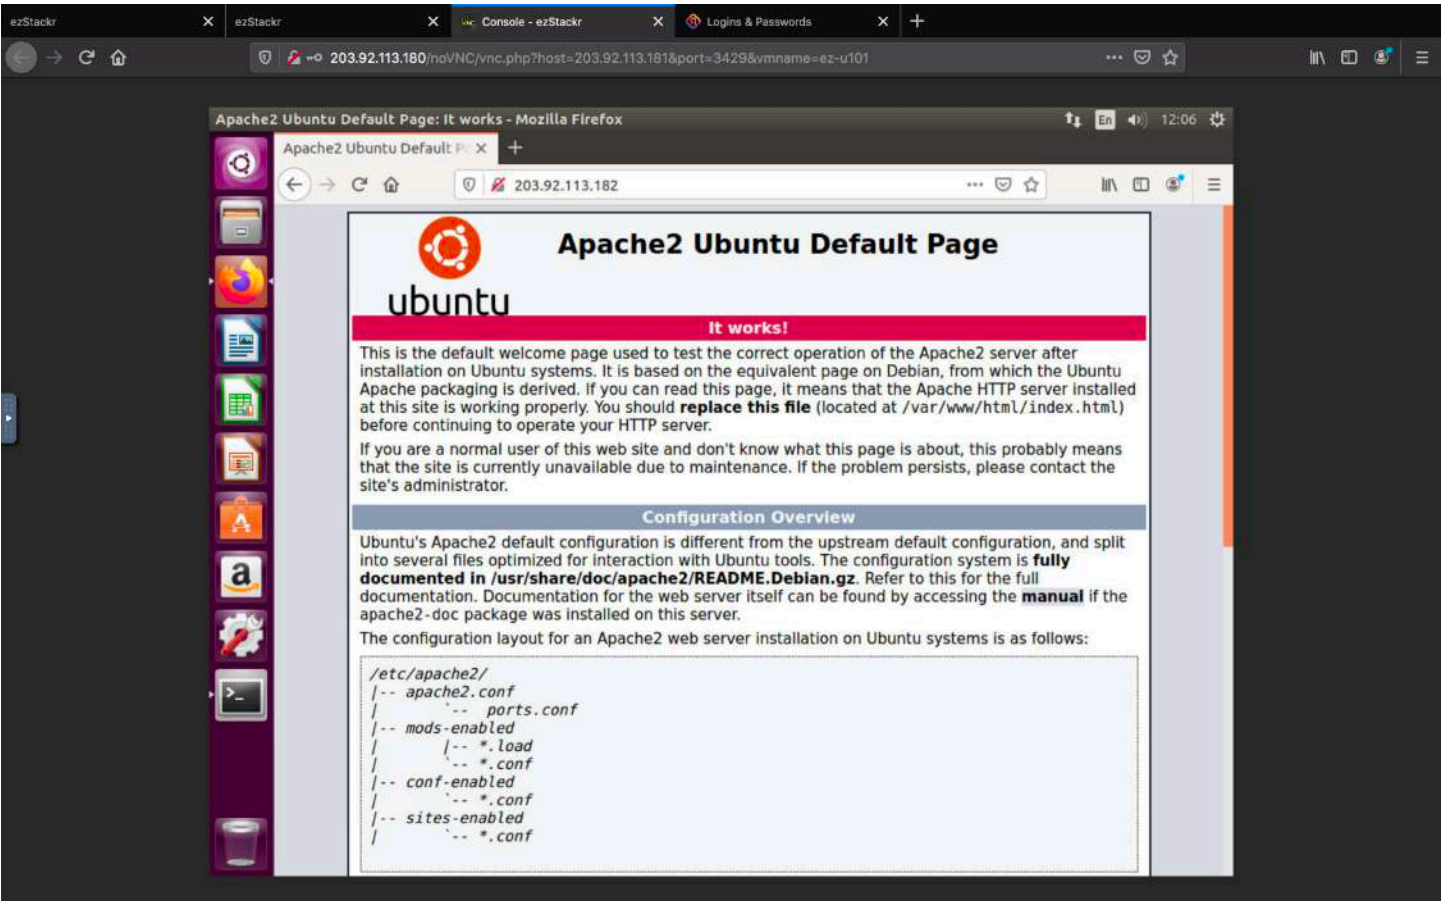 ezStackr
ezStackr
Console - ezStackr
Logins & Passwords
203.92.113.180/noVNC/vnc.php?host=203.92.113.181&port=3429&vmname=ez-u101
Apache2 Ubuntu Default Page: It works - Mozilla Firefox
En
12:06
Apache2 Ubuntu Default P
203.92.113.182
ubuntu
Apache2 Ubuntu Default Page
It works!
This is the default welcome page used to test the correct operation of the Apache2 server after
installation on Ubuntu systems. It is based on the equivalent page on Debian, from which the Ubuntu
Apache packaging is derived. If you can read this page, it means that the Apache HTTP server installed
at this site is working properly. You should replace this file (located at /var/www/html/index.html)
before continuing to operate your HTTP server.
If you are a normal user of this web site and don't know what this page is about, this probably means
that the site is currently unavailable due to maintenance. If the problem persists, please contact the
site's administrator.
Configuration Overview
Ubuntu's Apache2 default configuration is different from the upstream default configuration, and split
into several files optimized for interaction with Ubuntu tools. The configuration system is fully
documented in /usr/share/doc/apache2/README.Debian.gz. Refer to this for the full
documentation. Documentation for the web server itself can be found by accessing the manual if the
apache2-doc package was installed on this server.
The configuration layout for an Apache2 web server installation on Ubuntu systems is as follows:
/etc/apache2/
|-- apache2.conf
|       `--  ports.conf
|-- mods-enabled
|       |-- *.load
|       `-- *.conf
|-- conf-enabled
|       `-- *.conf
|-- sites-enabled
|       `-- *.conf